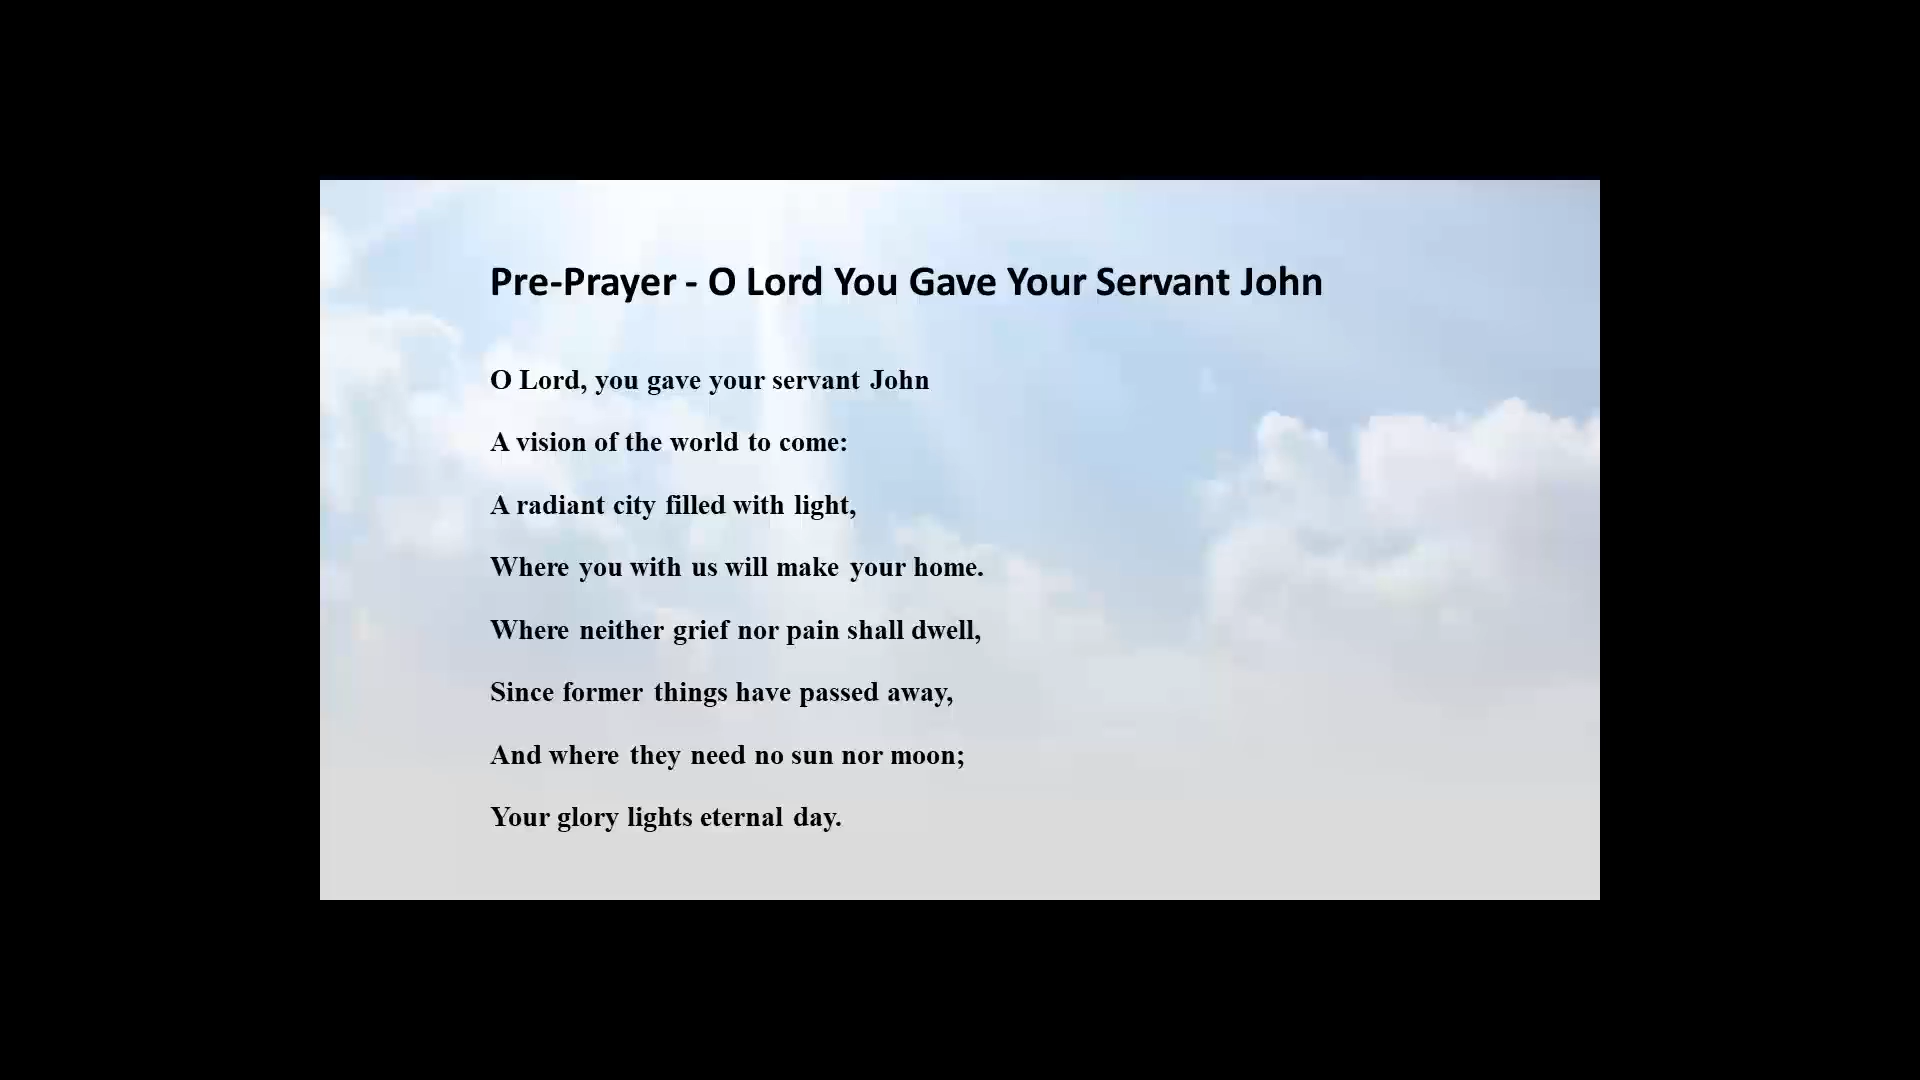 Pre-Prayer - O Lord You Gave Your Servant John
O Lord, you gave your servant John
A vision of the world to come:
A radiant city filled with light,
Where you with us will make your home.
Where neither grief nor pain shall dwell,
Since former things have passed away,
And where they need no sun nor moon;
Your glory lights eternal day.